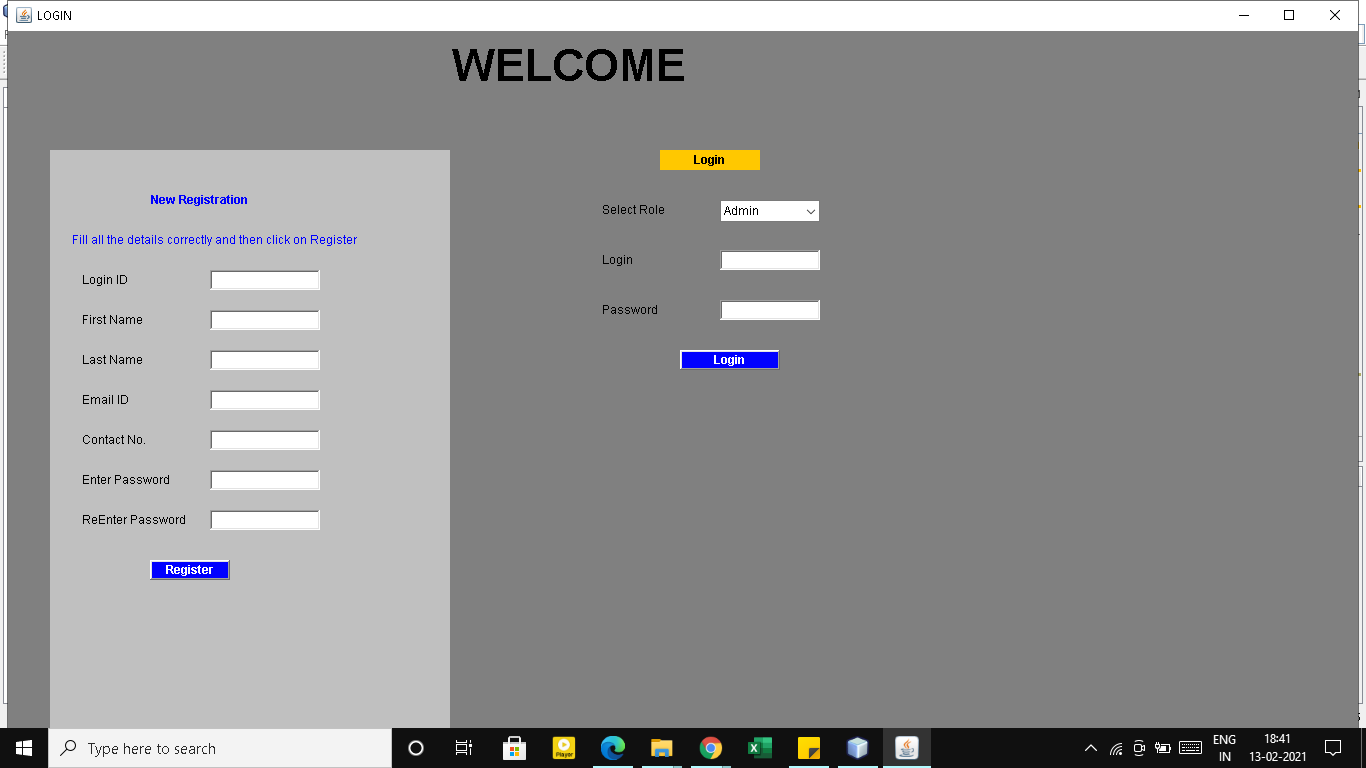 LOGIN
WELCOME
New Registration
Fill all the details correctly and then click on Register
Login ID
First Name
Last Name
Email ID
Contact No.
Enter Password
ReEnter Password
Register
Login
Select Role Admin
Login
Password
Login
Type here to search
Player
ENG
IN
18:41
13-02-2021